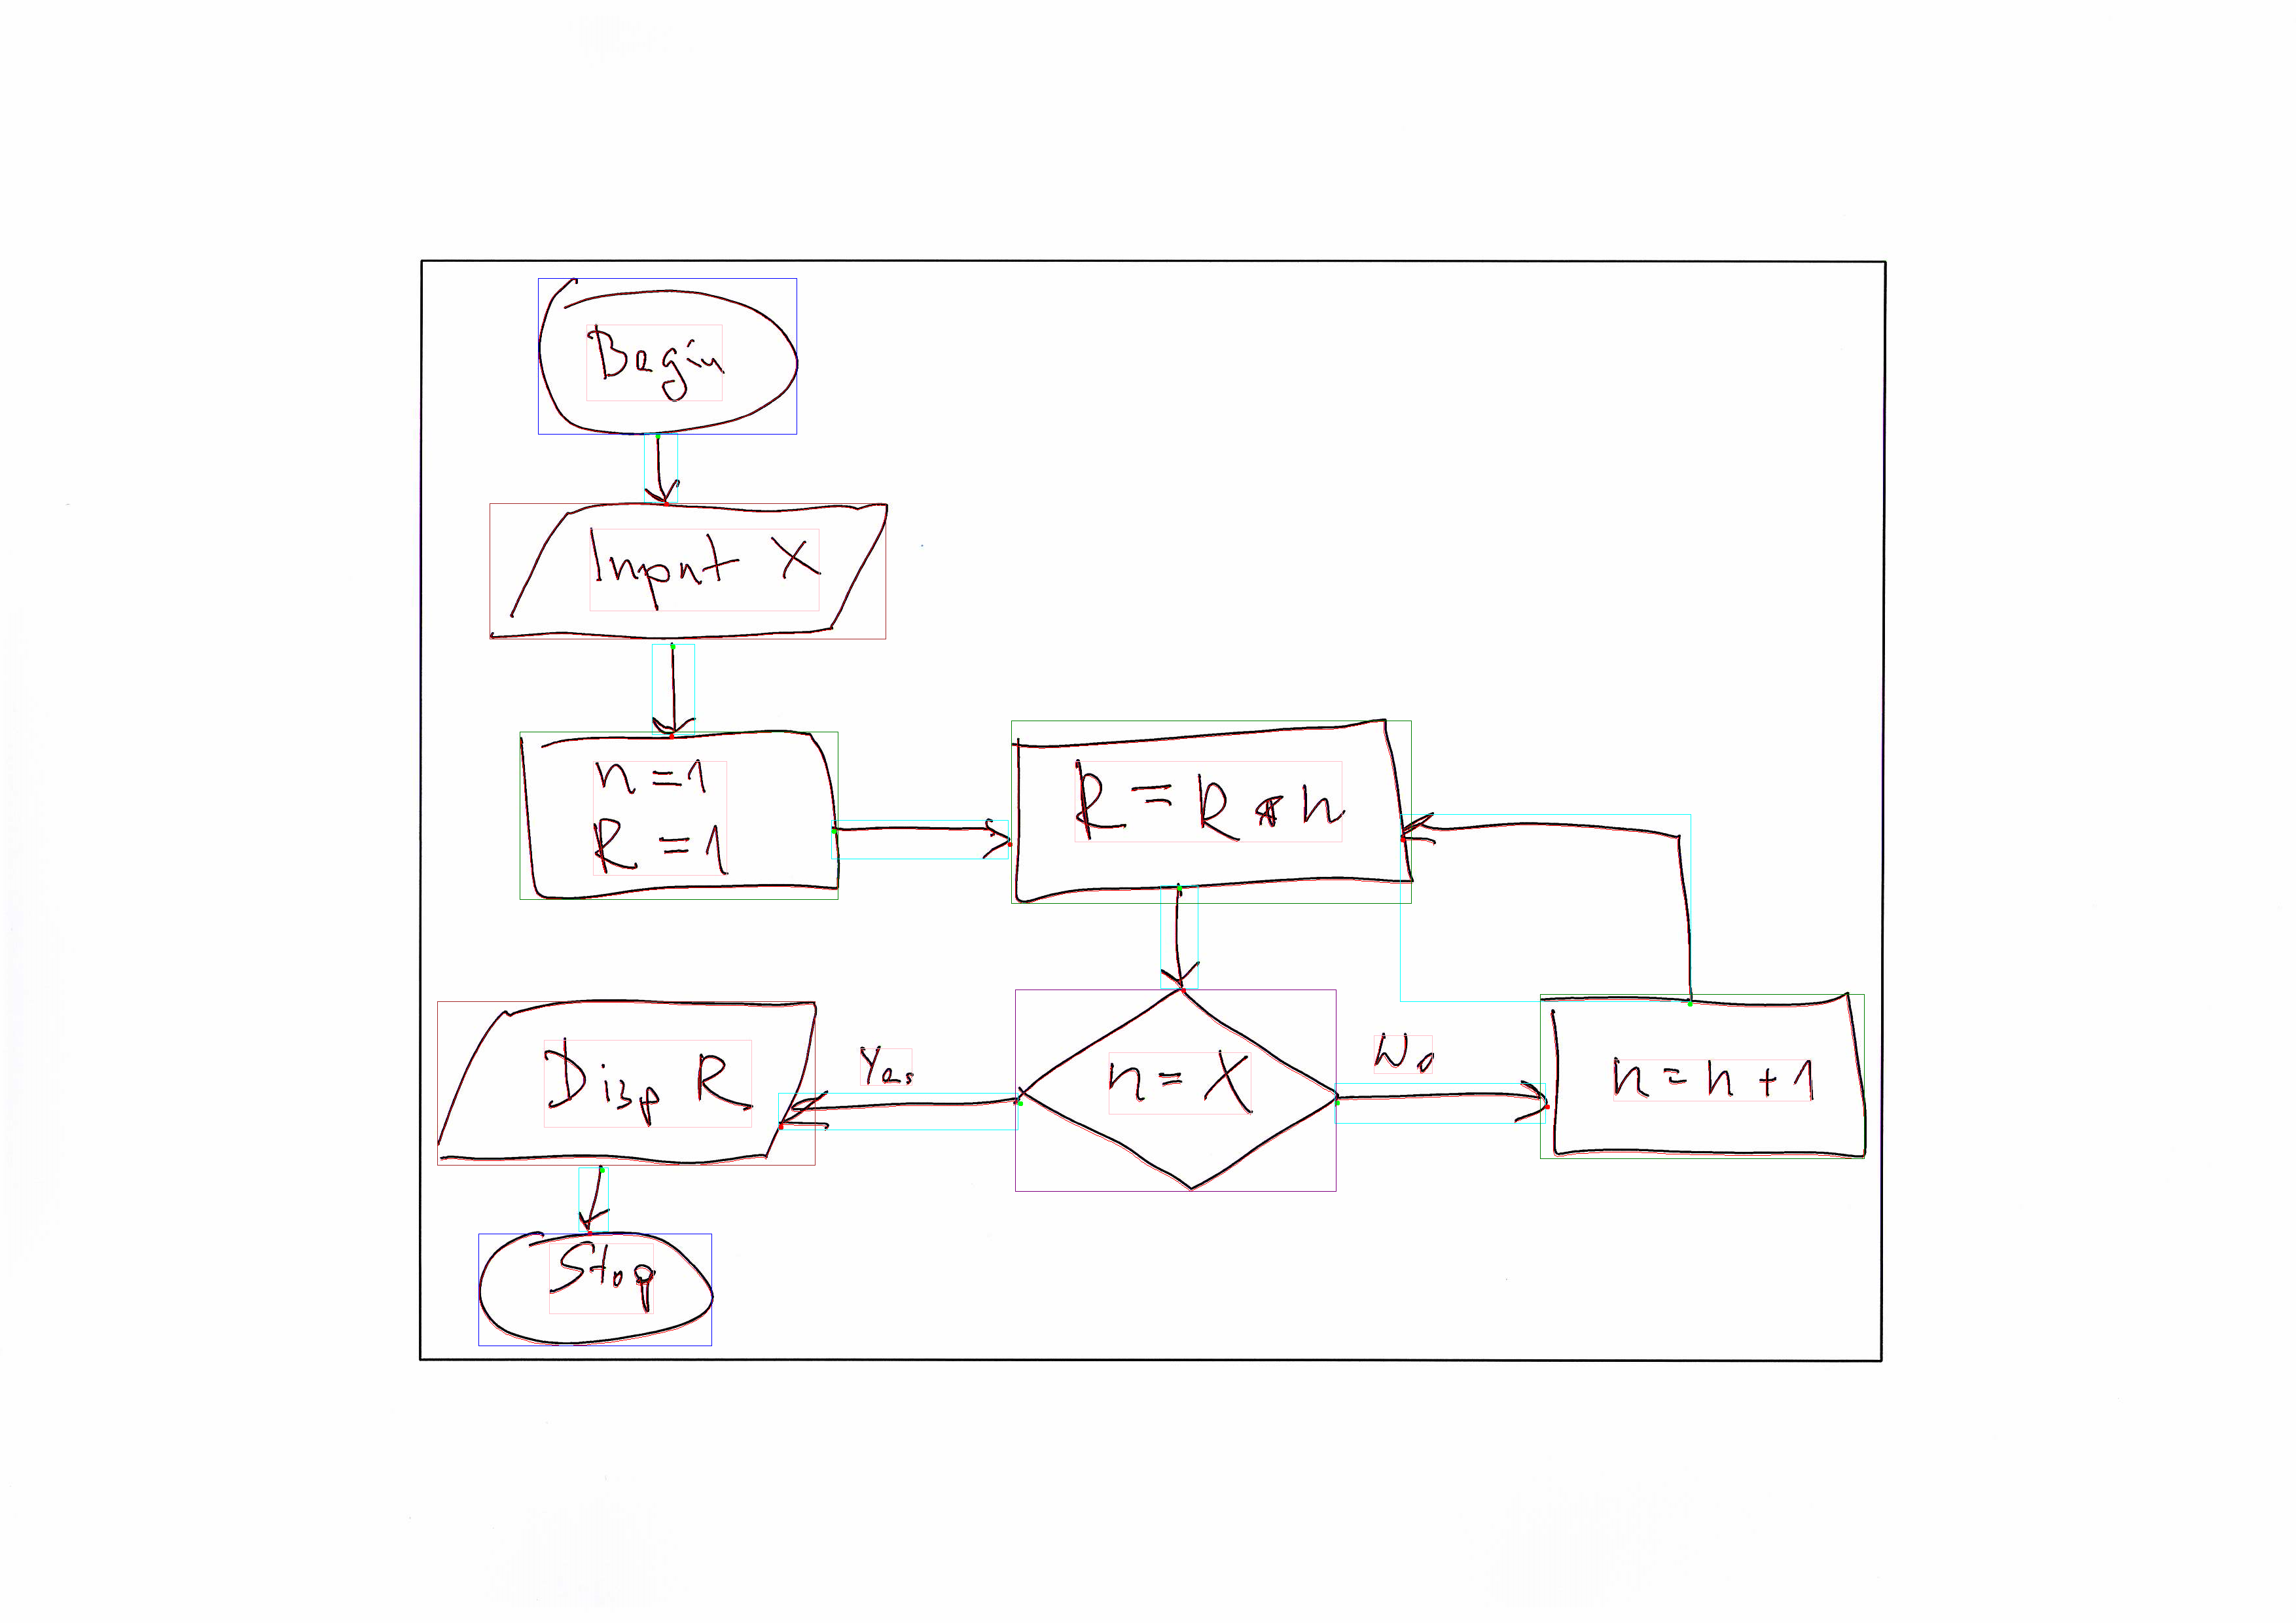 Begin
Input X
n=1
R=1
R=R*n
n=X
Yes
No
Disp R
n=n+1
Stop